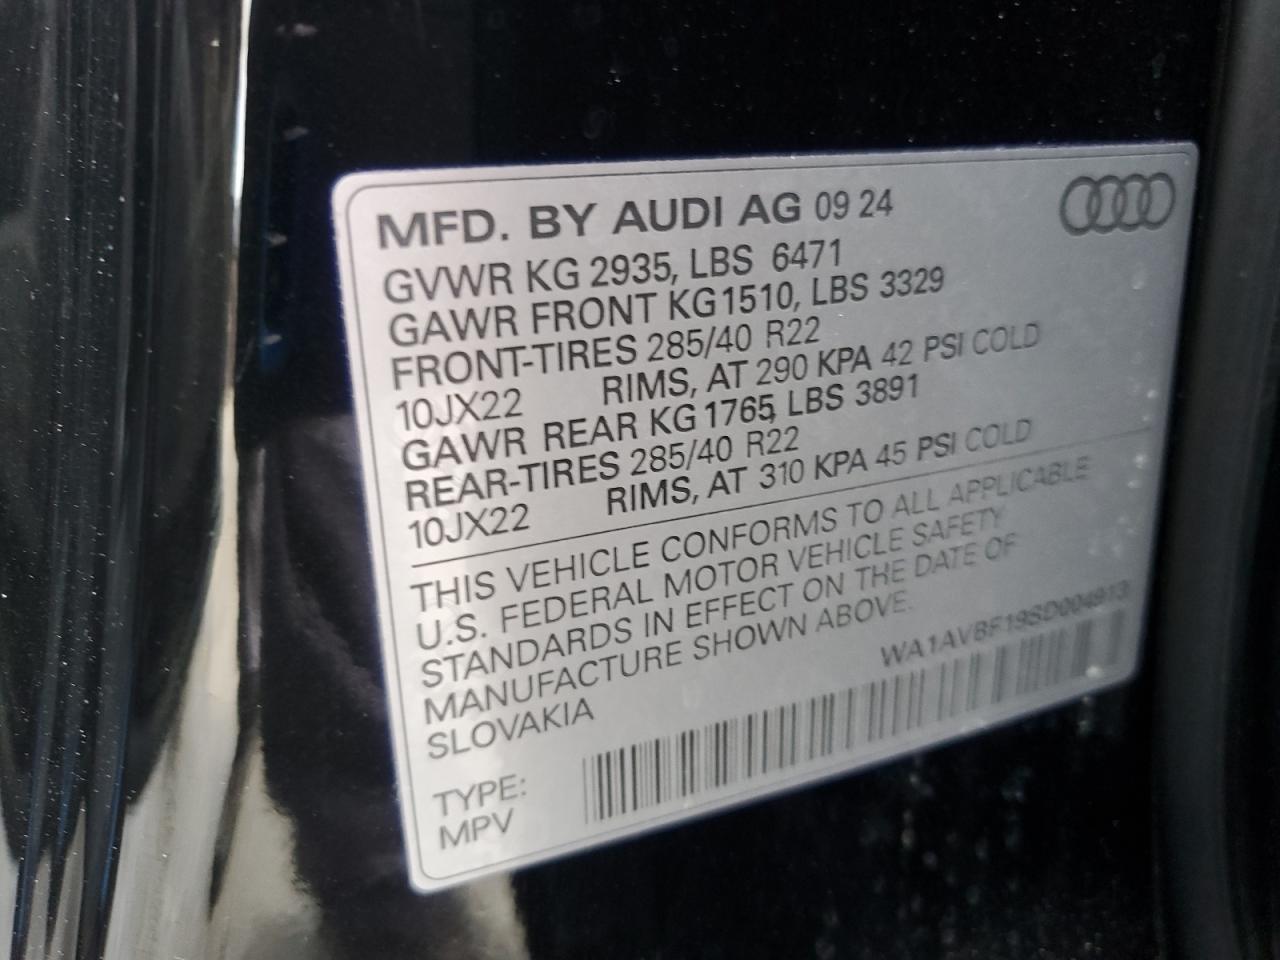 MFD. BY AUDI AG 09 24
GVWR KG 2935, LBS 6471
GAWR FRONT KG1510, LBS 3329
FRONT-TIRES 285/40 R22
10JX22 RIMS, AT 290 KPA 42 PSI COLD
GAWR REAR KG 1765, LBS 3891
REAR-TIRES 285/40 R22
10JX22 RIMS, AT 310 KPA 45 PSI COLD
THIS VEHICLE CONFORMS TO ALL APPLICABLE
U.S. FEDERAL MOTOR VEHICLE SAFETY
STANDARDS IN EFFECT ON THE DATE OF
MANUFACTURE SHOWN ABOVE.
SLOVAKIA
WA1AVBF19SD004913
TYPE:
MPV